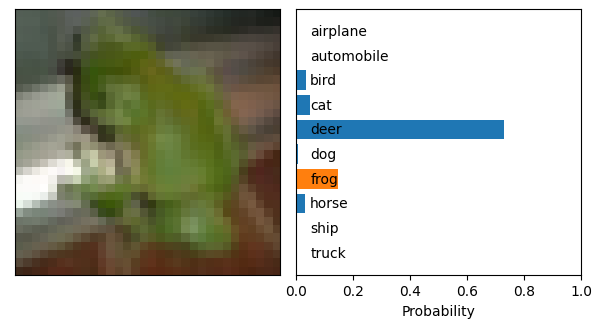 airplane
automobile
bird
cat
deer
dog
frog
horse
ship
truck
0.0 0.2 0.4 0.6 0.8 1.0
Probability